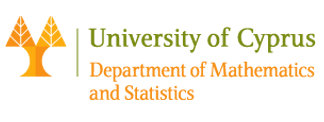 University of Cyprus
Department of Mathematics
and Statistics